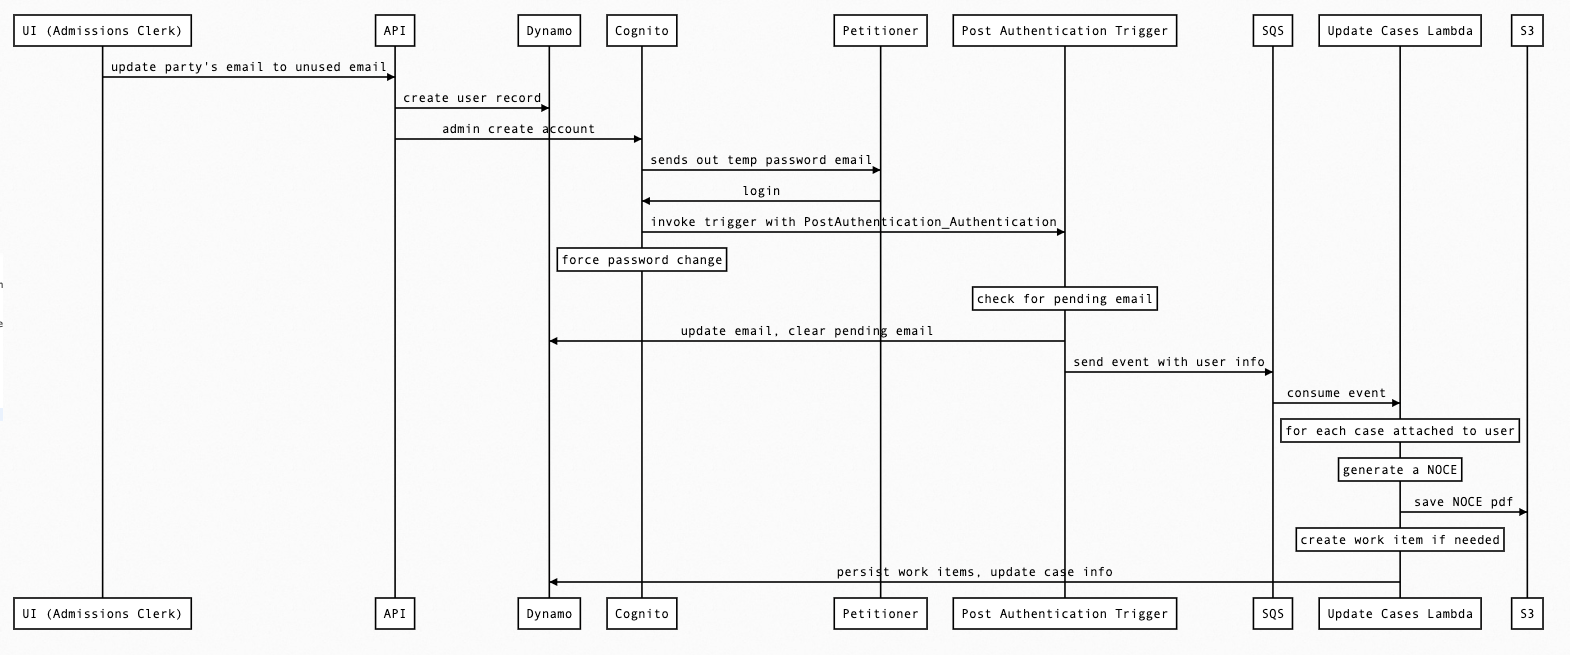 UI (Admissions Clerk) API Dynamo Cognito Petitioner Post Authentication Trigger SQS Update Cases Lambda S3
update party's email to unused email
create user record
admin create account
sends out temp password email
login
invoke trigger with PostAuthentication_Authentication
force password change
check for pending email
update email, clear pending email
send event with user info
consume event
for each case attached to user
generate a NOCE
save NOCE pdf
create work item if needed
persist work items, update case info
UI (Admissions Clerk) API Dynamo Cognito Petitioner Post Authentication Trigger SQS Update Cases Lambda S3